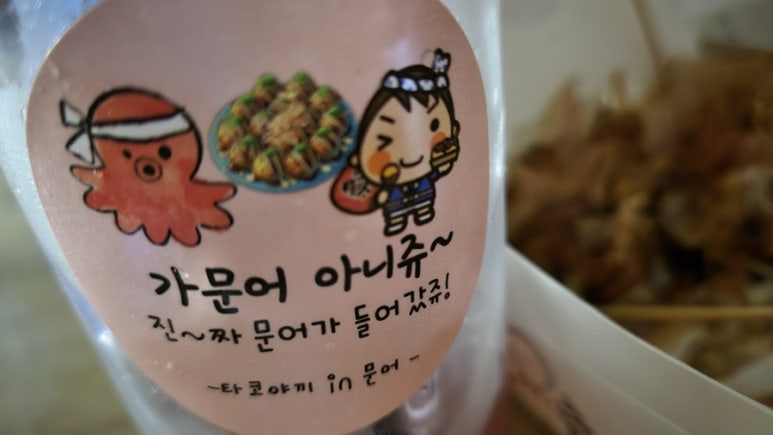 가문어 아니쥬~
진~짜 문어가 들어갔쥬!
-타코야끼 in 문어-